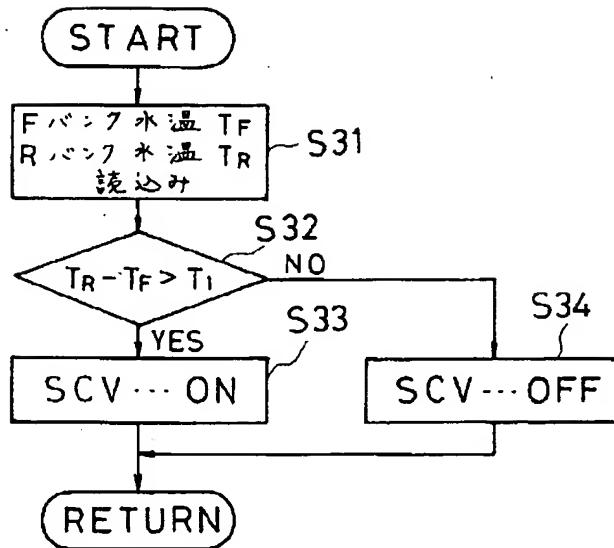 START
Fバンク水温 TF
Rバンク水温 TR
読込み
S31
S32
TR-TF>T1
NO
YES
S33
S34
SCV…ON
SCV…OFF
RETURN